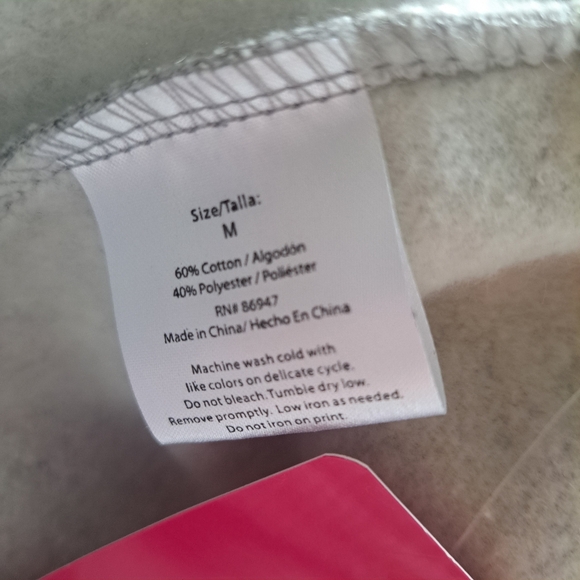 Size/Talla:
M
60% Cotton / Algodón
40% Polyester / Poliéster
RN# 86947
Made in China/ Hecho En China
Machine wash cold with
like colors on delicate cycle.
Do not bleach. Tumble dry low.
Remove promptly. Low iron as needed.
Do not iron on print.